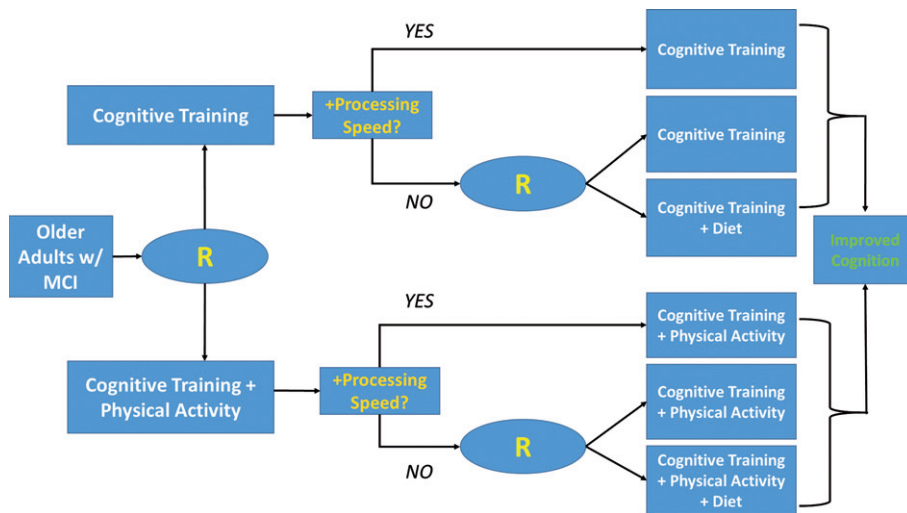 YES
Cognitive Training
Cognitive Training
+Processing
Speed?
Cognitive Training
R
NO
Cognitive Training
+ Diet
Older
Adults w/
MCI
R
Improved
Cognition
YES
Cognitive Training
+ Physical Activity
Cognitive Training +
Physical Activity
+Processing
Speed?
Cognitive Training
+ Physical Activity
R
NO
Cognitive Training
+ Physical Activity
+ Diet